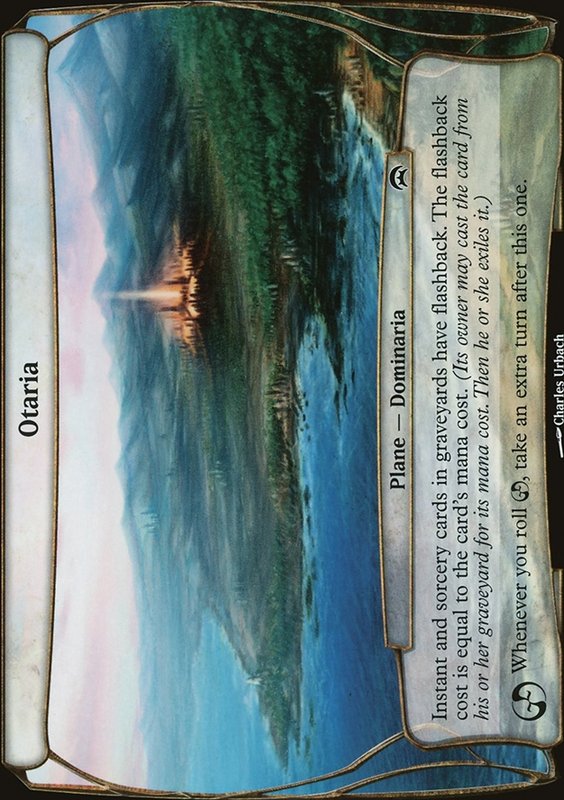 Otaria
Plane — Dominaria
Instant and sorcery cards in graveyards have flashback. The flashback
cost is equal to the card's mana cost. (Its owner may cast the card from
his or her graveyard for its mana cost. Then he or she exiles it.)
Whenever you roll , take an extra turn after this one.
Charles Urbach